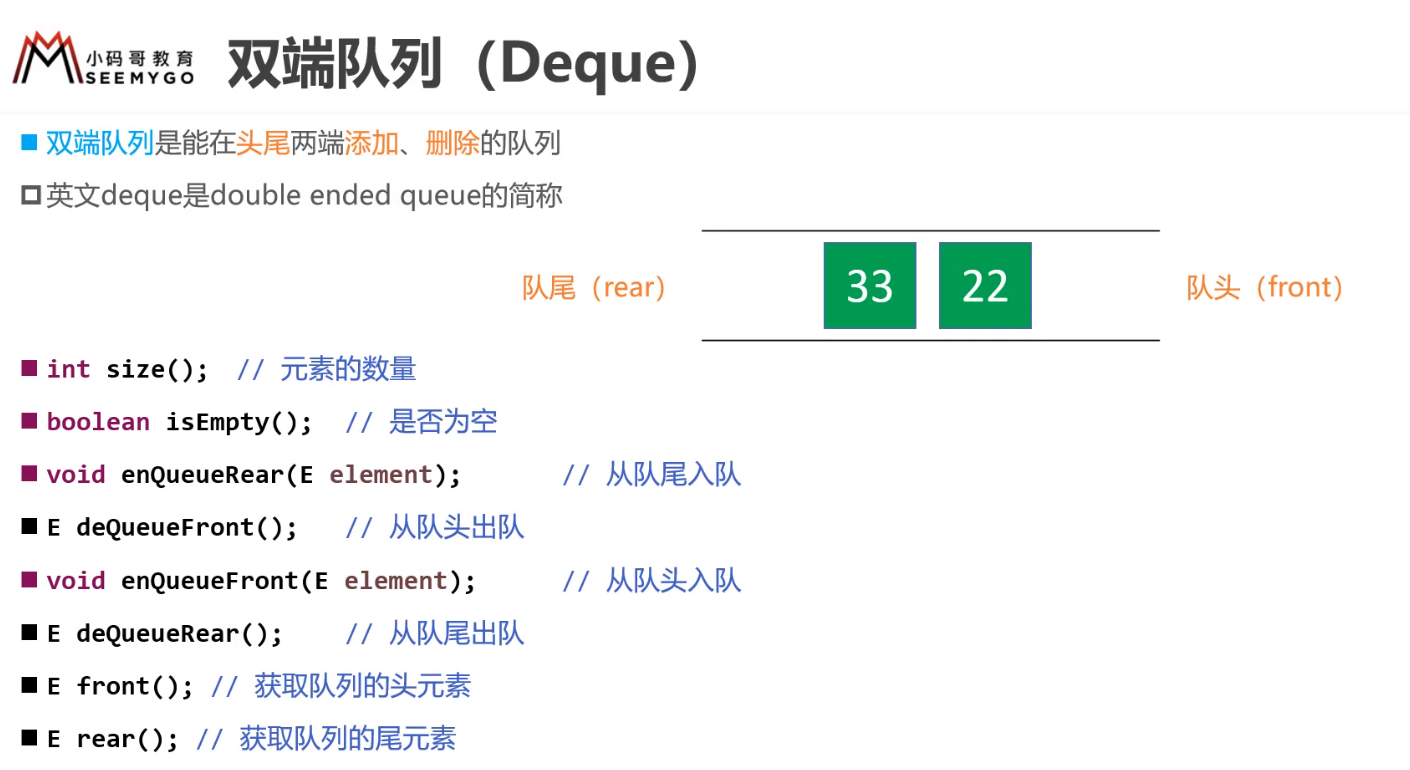 小码哥教育
SEEMYGO
双端队列（Deque）
双端队列是能在头尾两端添加、删除的队列
英文deque是double ended queue的简称
队尾（rear） 33 22 队头（front）
int size(); // 元素的数量
boolean isEmpty(); // 是否为空
void enQueueRear(E element); // 从队尾入队
E deQueueFront(); // 从队头出队
void enQueueFront(E element); // 从队头入队
E deQueueRear(); // 从队尾出队
E front(); // 获取队列的头元素
E rear(); // 获取队列的尾元素